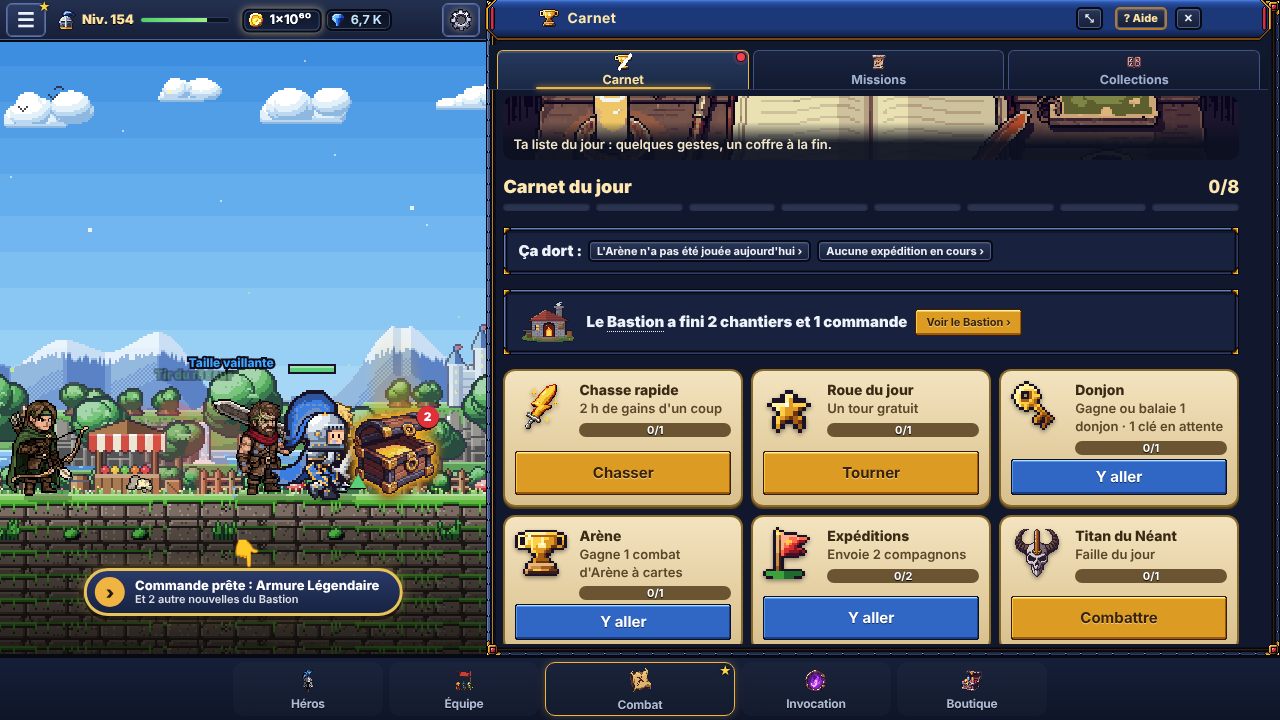 Niv. 154
1×10⁶⁰
6,7 K
Carnet
? Aide
Carnet
Missions
Collections
Ta liste du jour : quelques gestes, un coffre à la fin.
Carnet du jour
0/8
Ça dort :
L'Arène n'a pas été jouée aujourd'hui ›
Aucune expédition en cours ›
Le Bastion a fini 2 chantiers et 1 commande
Voir le Bastion ›
Chasse rapide
2 h de gains d'un coup
0/1
Chasser
Roue du jour
Un tour gratuit
0/1
Tourner
Donjon
Gagne ou balaie 1
donjon · 1 clé en attente
0/1
Y aller
Arène
Gagne 1 combat
d'Arène à cartes
0/1
Y aller
Expéditions
Envoie 2 compagnons
0/2
Y aller
Titan du Néant
Faille du jour
0/1
Combattre
Taille vaillante
2
Commande prête : Armure Légendaire
Et 2 autre nouvelles du Bastion
Héros
Équipe
Combat
Invocation
Boutique